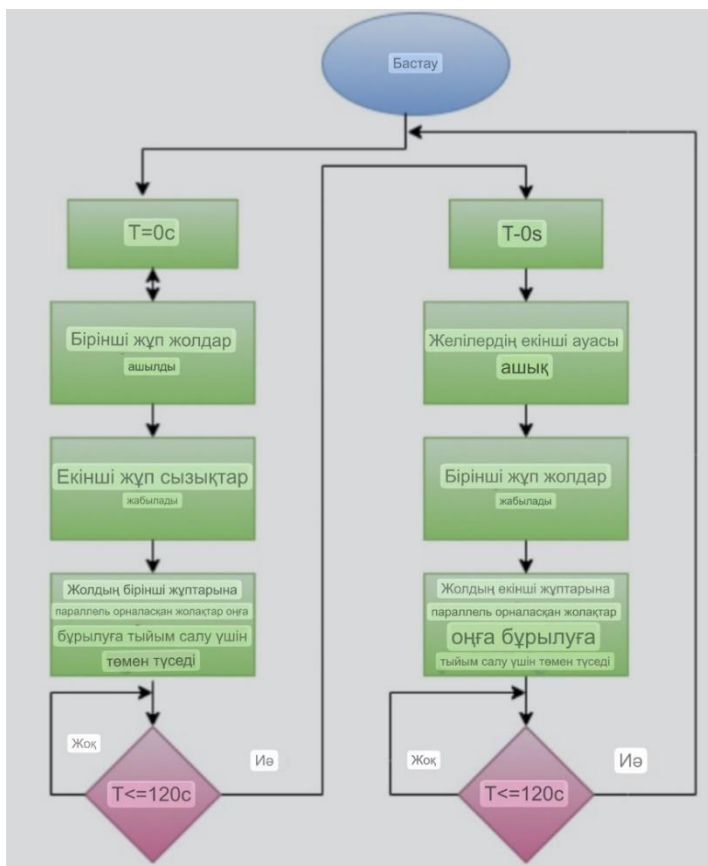 Бастау
T=0c
Бірінші жұп жолдар
ашылды
Екінші жұп сызықтар
жабылады
Жолдың бірінші жұптарына
параллель орналасқан жолақтар оңға
бұрылуға тыйым салу үшін
төмен түседі
Жоқ
Иә
T<=120c
T-0s
Желілердің екінші ауасы
ашық
Бірінші жұп жолдар
жабылады
Жолдың екінші жұптарына
параллель орналасқан жолақтар
оңға бұрылуға
тыйым салу үшін төмен түседі
Жоқ
Иә
T<=120c